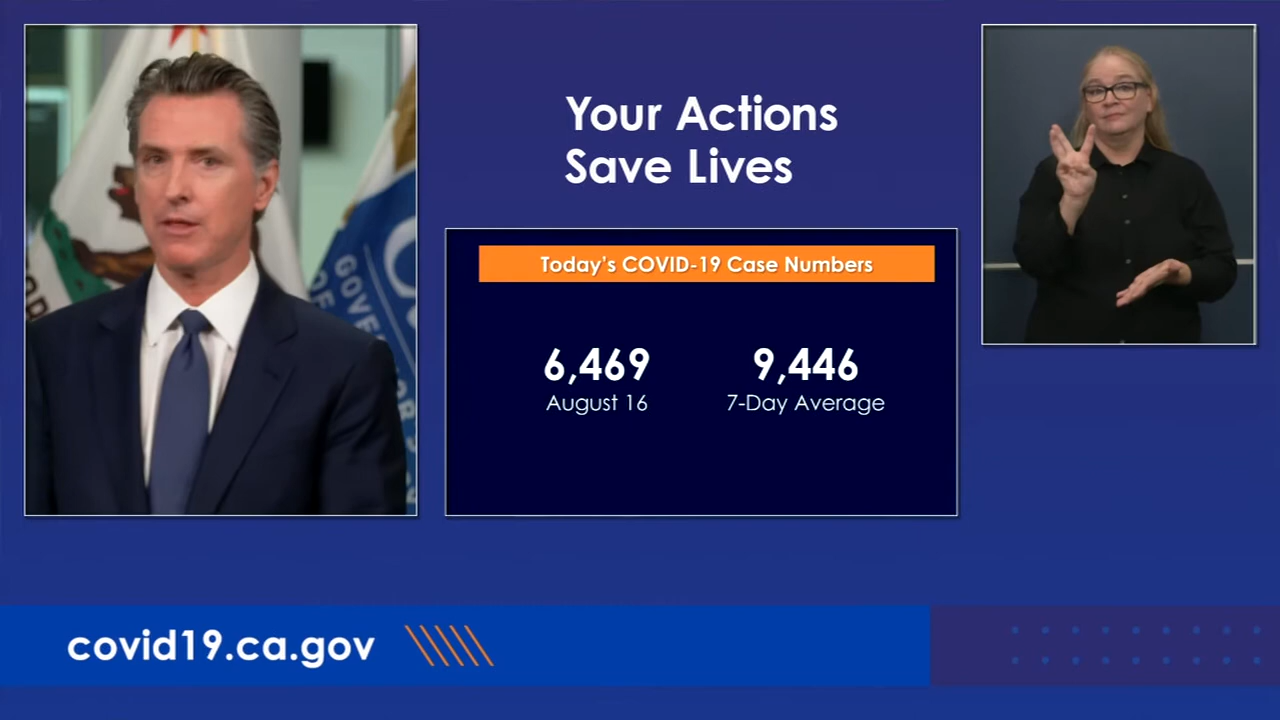 Your Actions
Save Lives
Today's COVID-19 Case Numbers
6,469
August 16
9,446
7-Day Average
covid19.ca.gov